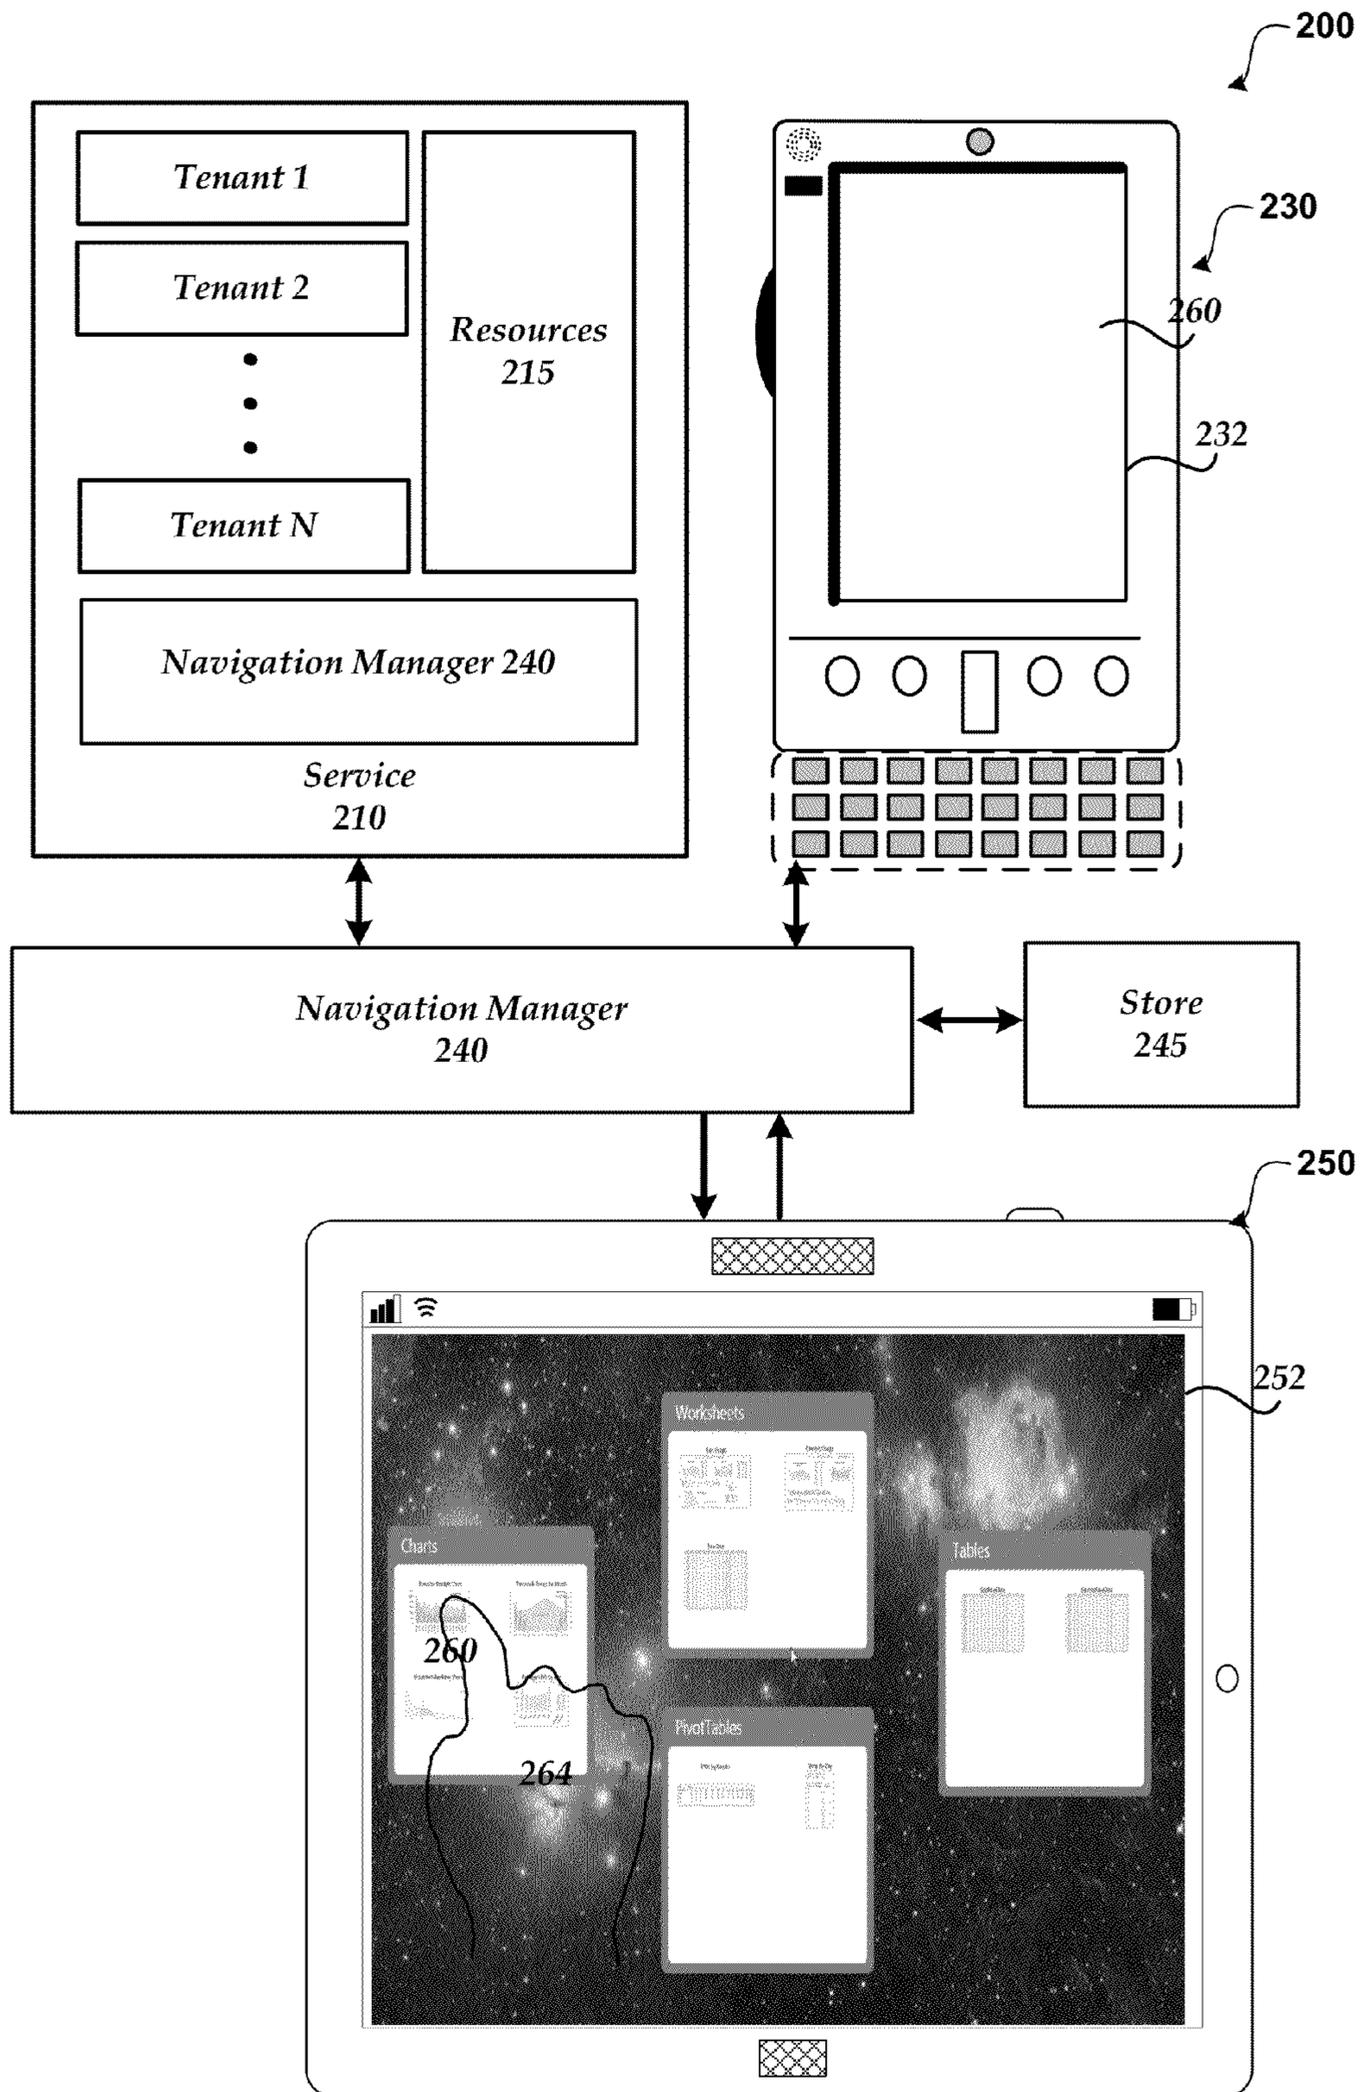 200
Tenant 1
Tenant 2
Tenant N
Resources
215
Navigation Manager 240
Service
210
230
260
232
Navigation Manager
240
Store
245
250
252
Worksheets
Charts
Tables
260
264
PivotTables